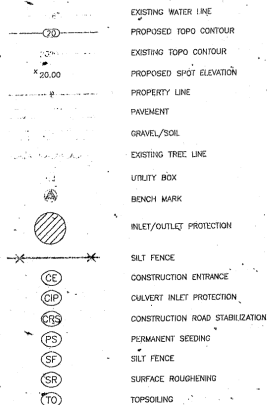 EXISTING WATER LINE
20 PROPOSED TOPO CONTOUR
EXISTING TOPO CONTOUR
×20.00 PROPOSED SPOT ELEVATION
PROPERTY LINE
PAVEMENT
GRAVEL/SOIL
EXISTING TREE LINE
UTILITY BOX
BENCH MARK
INLET/OUTLET PROTECTION
SILT FENCE
CE CONSTRUCTION ENTRANCE
CIP CULVERT INLET PROTECTION
CRS CONSTRUCTION ROAD STABILIZATION
PS PERMANENT SEEDING
SF SILT FENCE
SR SURFACE ROUGHENING
TO TOPSOILING